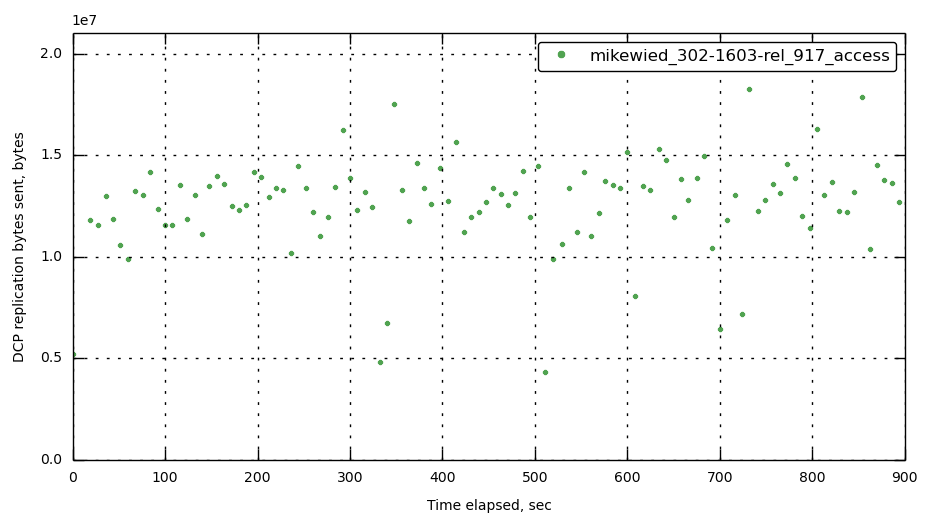 1e7
2.0
mikewied_302-1603-rel_917_access
1.5
1.0
0.5
0.0
DCP replication bytes sent, bytes
0 100 200 300 400 500 600 700 800 900
Time elapsed, sec